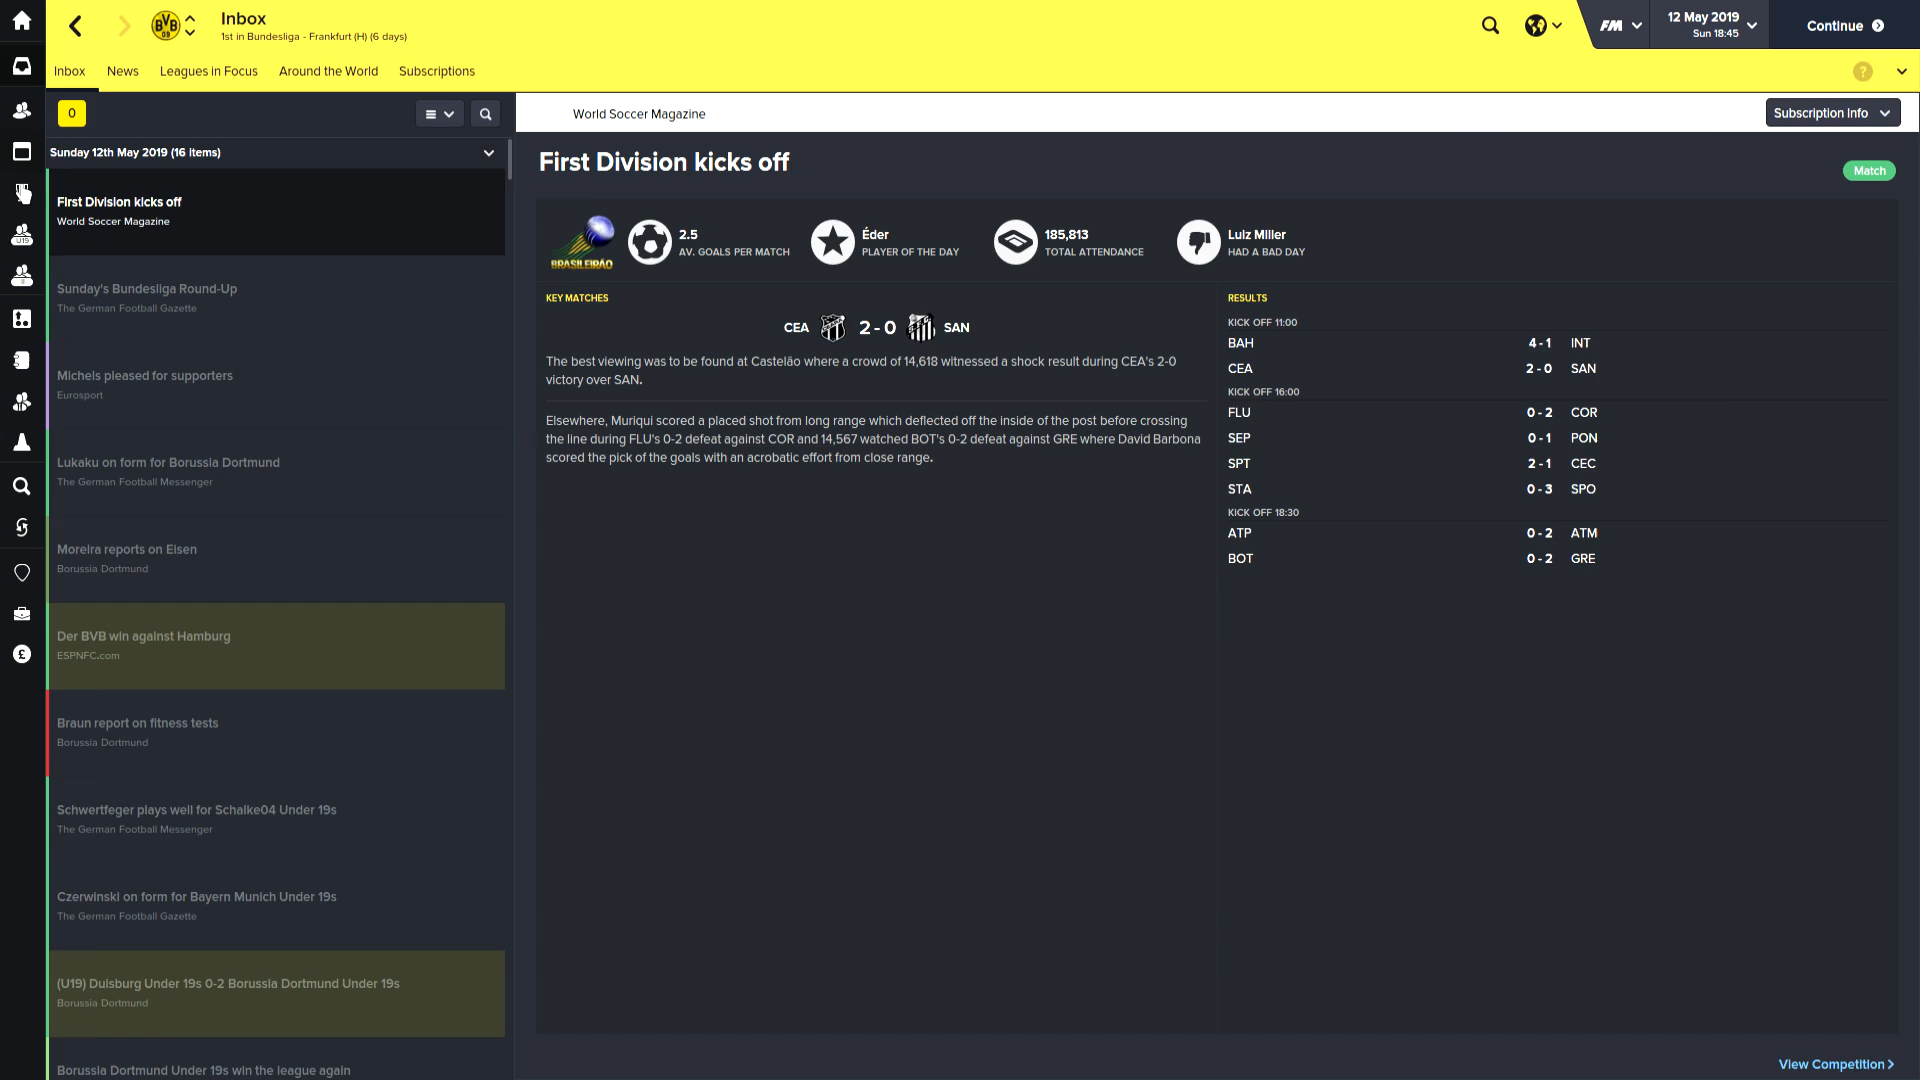 Inbox
1st in Bundesliga - Frankfurt (H) (6 days)
FM
12 May 2019
Sun 18:45
Continue
Inbox
News
Leagues in Focus
Around the World
Subscriptions
?
0
Sunday 12th May 2019 (16 items)
First Division kicks off
World Soccer Magazine
Sunday's Bundesliga Round-Up
The German Football Gazette
Michels pleased for supporters
Eurosport
Lukaku on form for Borussia Dortmund
The German Football Messenger
Moreira reports on Eisen
Borussia Dortmund
Der BVB win against Hamburg
ESPNFC.com
Braun report on fitness tests
Borussia Dortmund
Schwertfeger plays well for Schalke04 Under 19s
The German Football Messenger
Czerwinski on form for Bayern Munich Under 19s
The German Football Gazette
(U19) Duisburg Under 19s 0-2 Borussia Dortmund Under 19s
Borussia Dortmund
Borussia Dortmund Under 19s win the league again
U19
£
BVB
09
World Soccer Magazine
Subscription Info
First Division kicks off
Match
BRASILEIRÃO
2.5
AV. GOALS PER MATCH
Éder
PLAYER OF THE DAY
185,813
TOTAL ATTENDANCE
Luiz Miller
HAD A BAD DAY
KEY MATCHES
CEA 2 - 0 SAN
The best viewing was to be found at Castelão where a crowd of 14,618 witnessed a shock result during CEA's 2-0
victory over SAN.
Elsewhere, Muriqui scored a placed shot from long range which deflected off the inside of the post before crossing
the line during FLU's 0-2 defeat against COR and 14,567 watched BOT's 0-2 defeat against GRE where David Barbona
scored the pick of the goals with an acrobatic effort from close range.
RESULTS
KICK OFF 11:00
BAH 4 - 1 INT
CEA 2 - 0 SAN
KICK OFF 16:00
FLU 0 - 2 COR
SEP 0 - 1 PON
SPT 2 - 1 CEC
STA 0 - 3 SPO
KICK OFF 18:30
ATP 0 - 2 ATM
BOT 0 - 2 GRE
View Competition